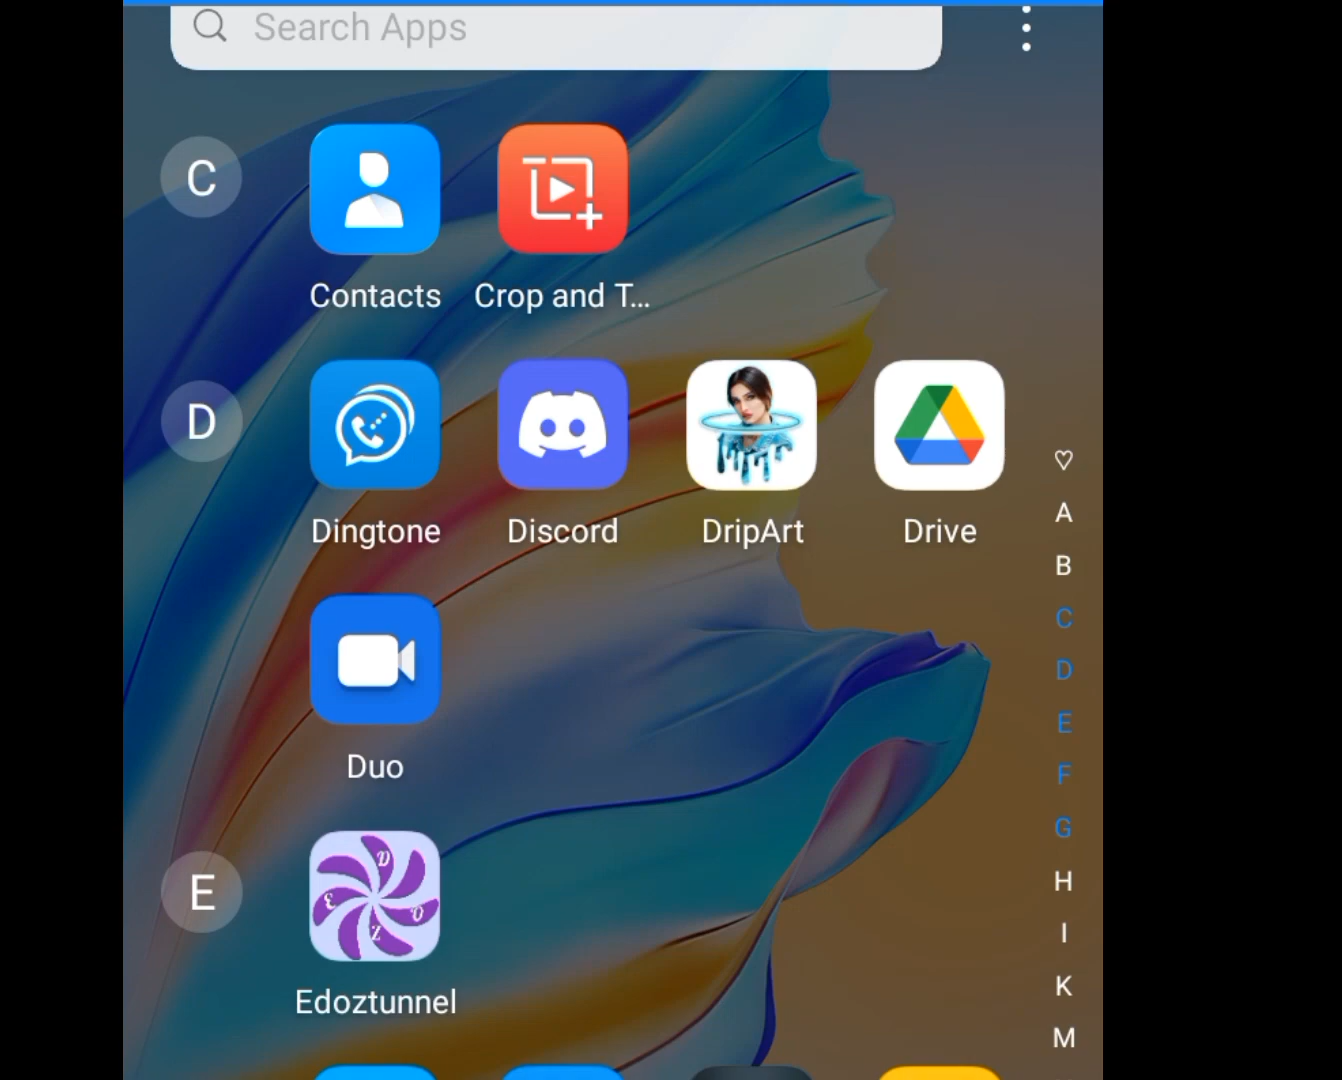 Search Apps
C
Contacts
Crop and T...
D
Dingtone
Discord
DripArt
Drive
Duo
E
D
O
Z
E
Edoztunnel
A
B
C
D
E
F
G
H
I
K
M